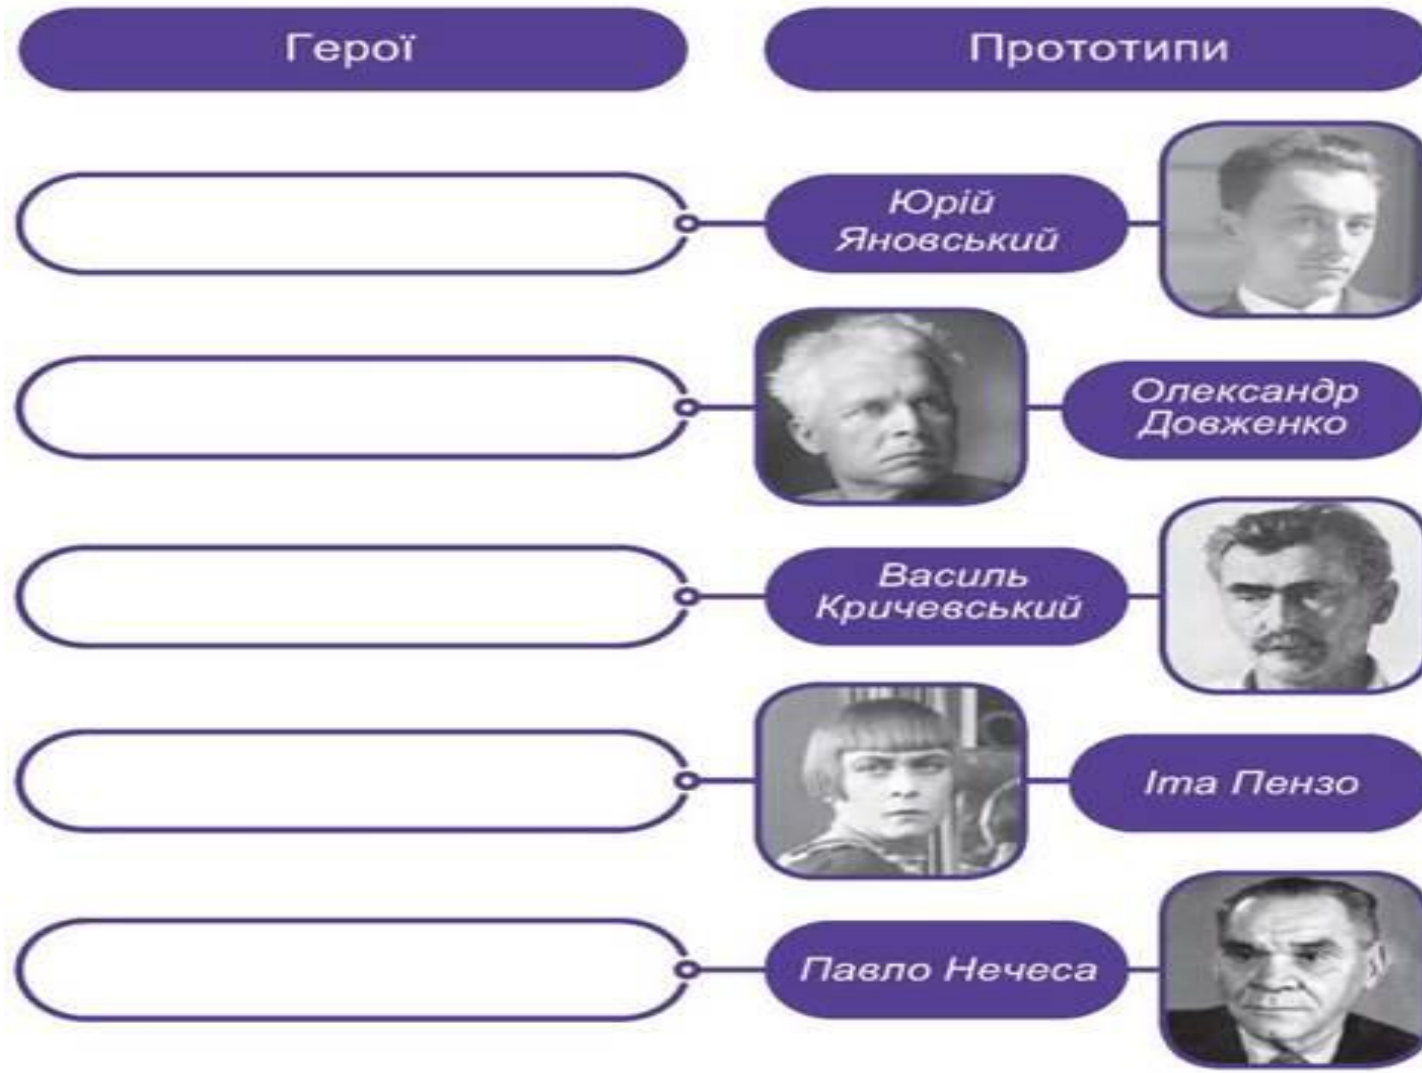 Герої
Прототипи
Юрій
Яновський
Олександр
Довженко
Василь
Кричевський
Іта Пензо
Павло Нечеса